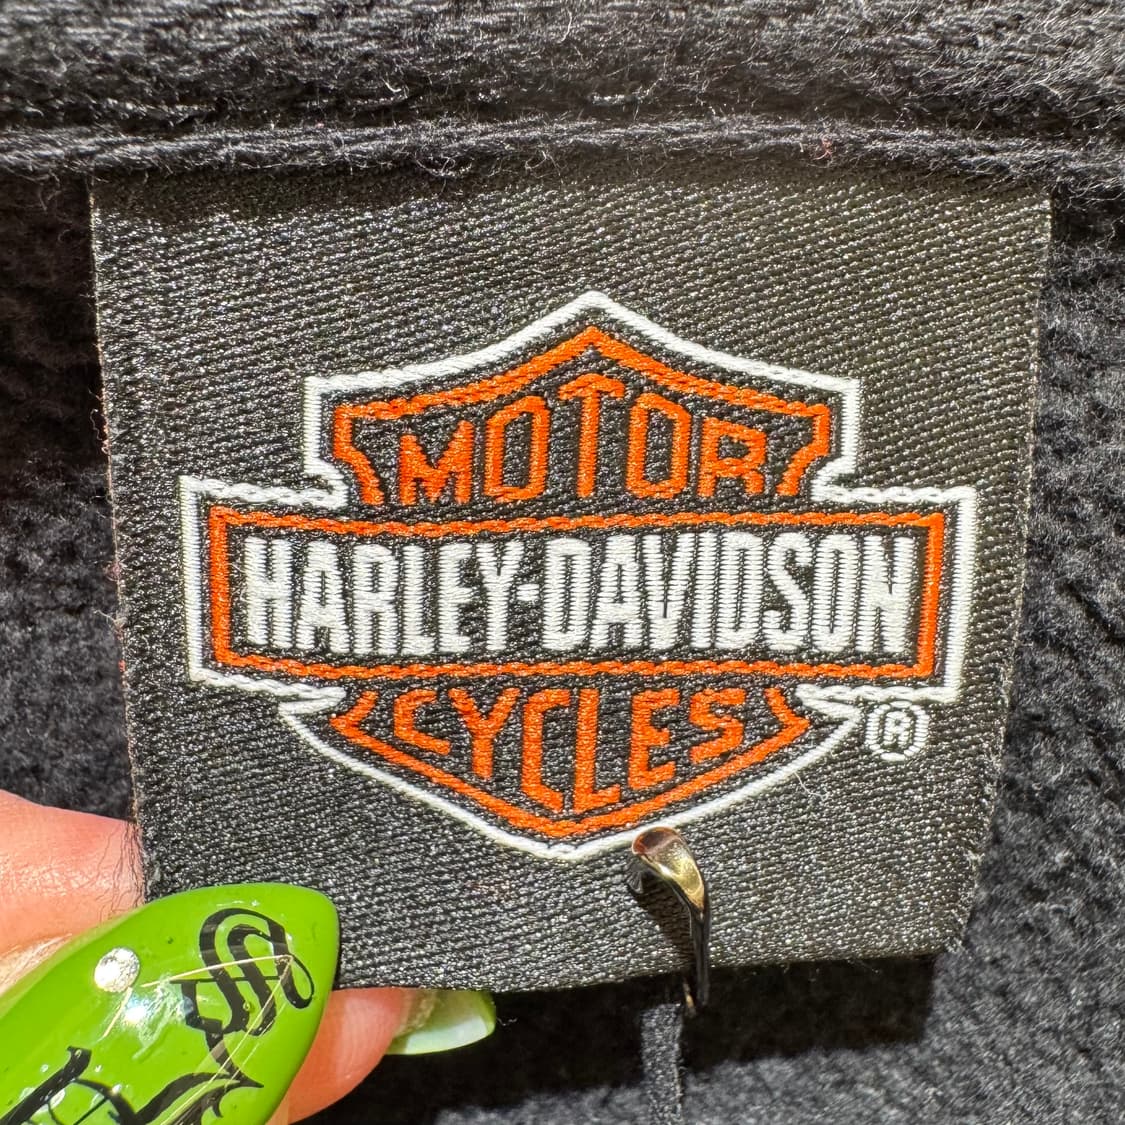 MOTOR
HARLEY-DAVIDSON
CYCLES
®